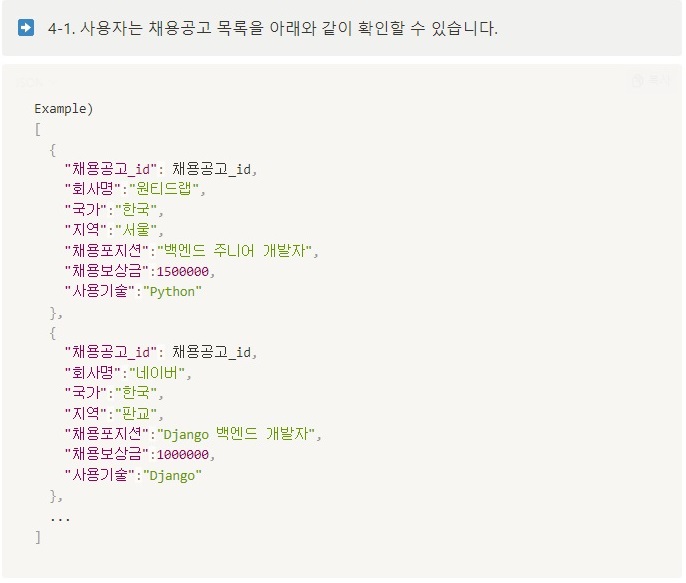 4-1. 사용자는 채용공고 목록을 아래와 같이 확인할 수 있습니다.
Example)
[
{
"채용공고_id": 채용공고_id,
"회사명":"원티드랩",
"국가":"한국",
"지역":"서울",
"채용포지션":"백엔드 주니어 개발자",
"채용보상금":1500000,
"사용기술":"Python"
},
{
"채용공고_id": 채용공고_id,
"회사명":"네이버",
"국가":"한국",
"지역":"판교",
"채용포지션":"Django 백엔드 개발자",
"채용보상금":1000000,
"사용기술":"Django"
},
...
]